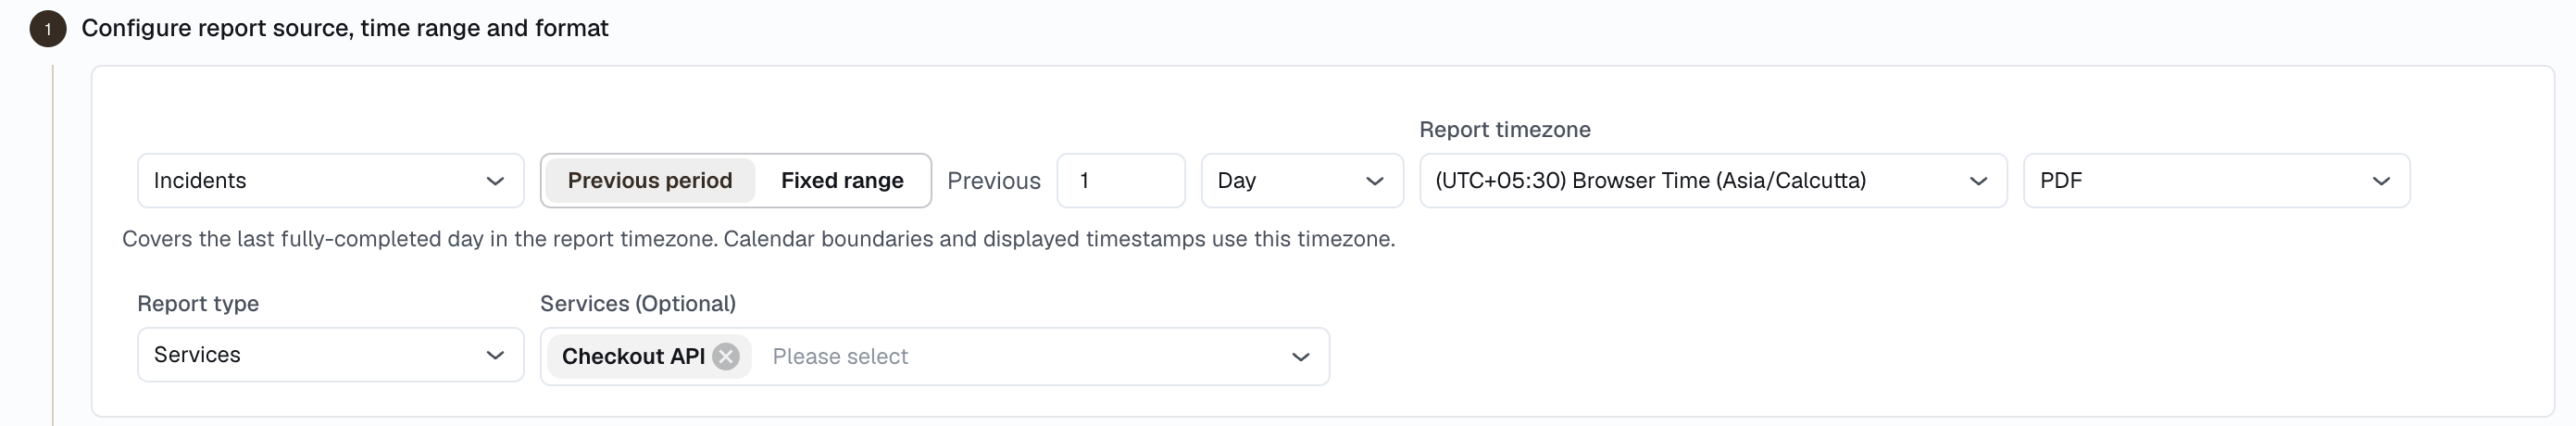 1 Configure report source, time range and format
Report timezone
Incidents Previous period Fixed range Previous 1 Day (UTC+05:30) Browser Time (Asia/Calcutta) PDF
Covers the last fully-completed day in the report timezone. Calendar boundaries and displayed timestamps use this timezone.
Report type Services (Optional)
Services Checkout API Please select